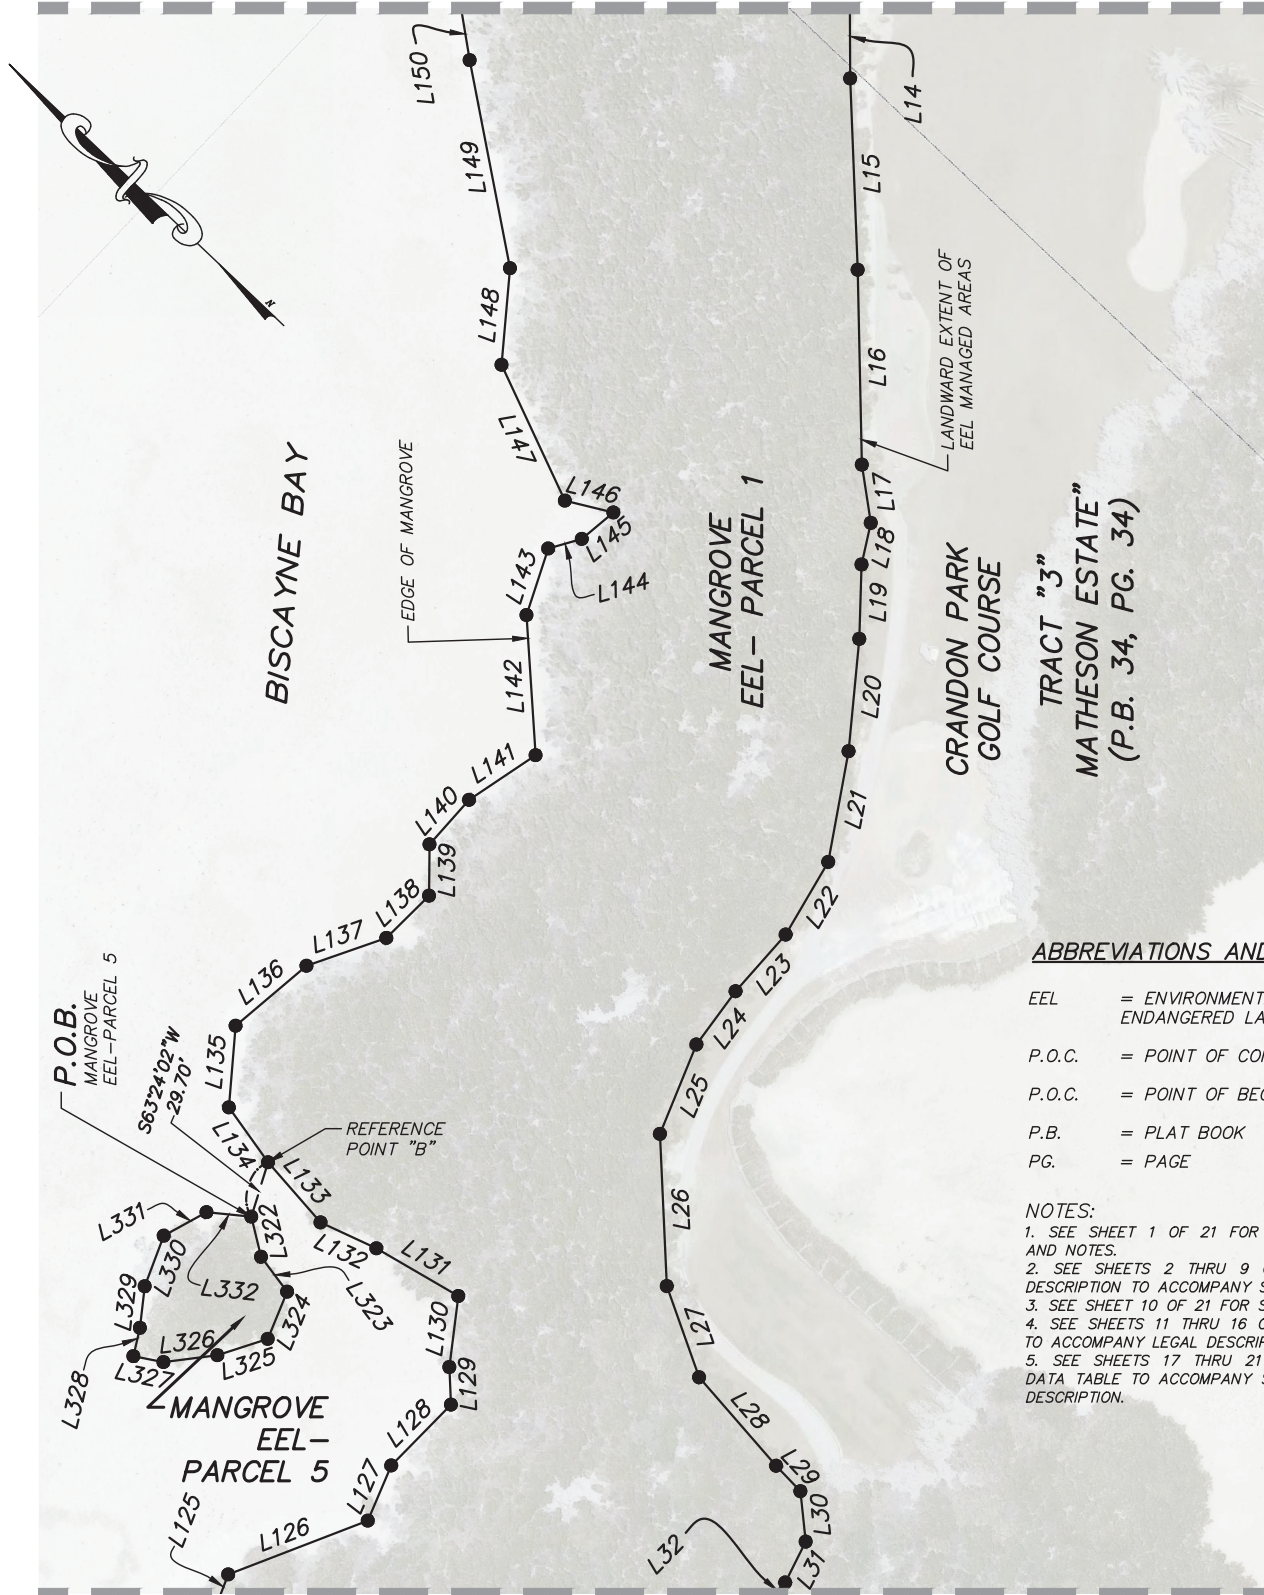 L150
L14
L149
L15
N
L148
LANDWARD EXTENT OF
EEL MANAGED AREAS
L16
L147
BISCAYNE BAY
EDGE OF MANGROVE
L146
L17
MANGROVE
EEL- PARCEL 1
L145
L18
L143
L144
L19
CRANDON PARK
GOLF COURSE
TRACT "3"
MATHESON ESTATE"
(P.B. 34, PG. 34)
L142
L20
L141
L21
L140
L139
L22
L138
L137
L23
L136
P.O.B.
MANGROVE
EEL-PARCEL 5
L24
S63°24'02"W
29.70'
L135
L25
L134
REFERENCE
POINT "B"
L133
L331
L322
L26
L330
L132
L131
L329
L332
L323
L324
L130
L326
L325
L27
L327
L328
L129
MANGROVE
EEL-
PARCEL 5
L128
L28
L127
L29
L125
L126
L30
L32
L31
ABBREVIATIONS AND
EEL = ENVIRONMENT
ENDANGERED LA
P.O.C. = POINT OF CO
P.O.C. = POINT OF BE
P.B. = PLAT BOOK
PG. = PAGE
NOTES:
1. SEE SHEET 1 OF 21 FOR
AND NOTES.
2. SEE SHEETS 2 THRU 9
DESCRIPTION TO ACCOMPANY S
3. SEE SHEET 10 OF 21 FOR S
4. SEE SHEETS 11 THRU 16
TO ACCOMPANY LEGAL DESCRI
5. SEE SHEETS 17 THRU 21
DATA TABLE TO ACCOMPANY S
DESCRIPTION.